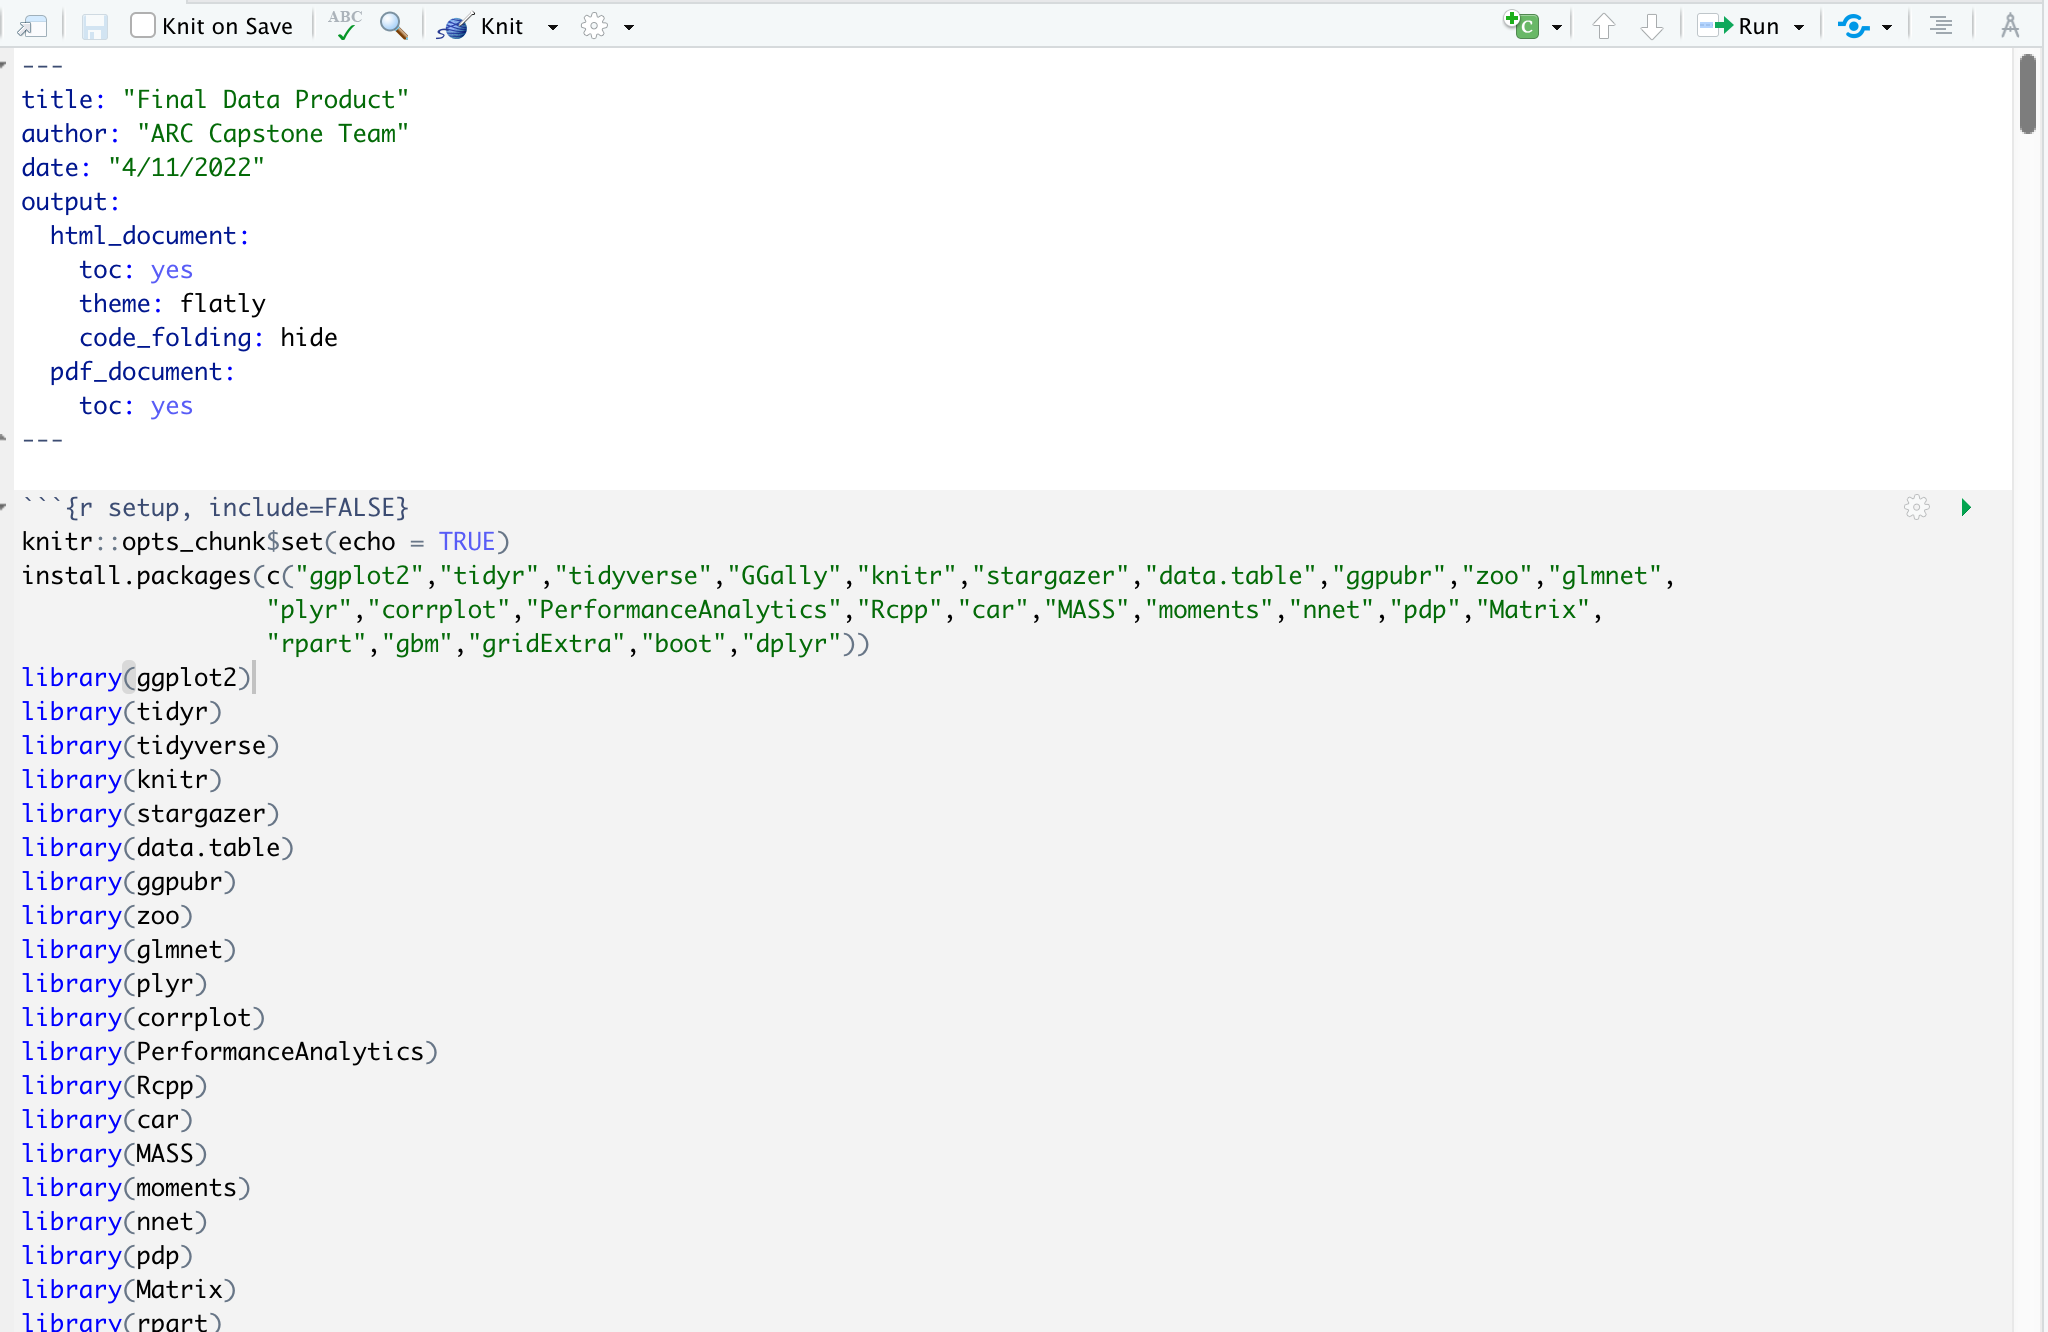 Knit on Save ABC Knit C Run
---
title: "Final Data Product"
author: "ARC Capstone Team"
date: "4/11/2022"
output:
  html_document:
    toc: yes
    theme: flatly
    code_folding: hide
  pdf_document:
    toc: yes
---
```{r setup, include=FALSE}
knitr::opts_chunk$set(echo = TRUE)
install.packages(c("ggplot2","tidyr","tidyverse","GGally","knitr","stargazer","data.table","ggpubr","zoo","glmnet",
                 "plyr","corrplot","PerformanceAnalytics","Rcpp","car","MASS","moments","nnet","pdp","Matrix",
                 "rpart","gbm","gridExtra","boot","dplyr"))
library(ggplot2)
library(tidyr)
library(tidyverse)
library(knitr)
library(stargazer)
library(data.table)
library(ggpubr)
library(zoo)
library(glmnet)
library(plyr)
library(corrplot)
library(PerformanceAnalytics)
library(Rcpp)
library(car)
library(MASS)
library(moments)
library(nnet)
library(pdp)
library(Matrix)
library(rpart)